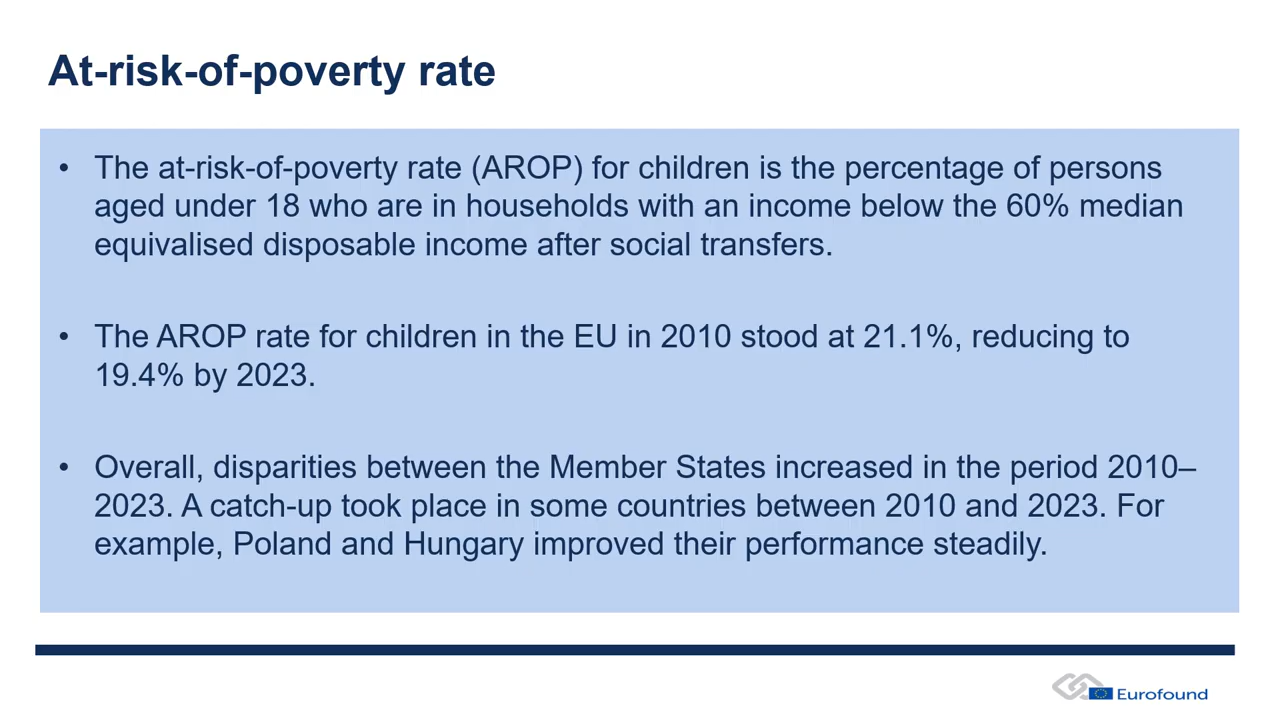 At-risk-of-poverty rate
• The at-risk-of-poverty rate (AROP) for children is the percentage of persons
aged under 18 who are in households with an income below the 60% median
equivalised disposable income after social transfers.
• The AROP rate for children in the EU in 2010 stood at 21.1%, reducing to
19.4% by 2023.
• Overall, disparities between the Member States increased in the period 2010–
2023. A catch-up took place in some countries between 2010 and 2023. For
example, Poland and Hungary improved their performance steadily.
Eurofound